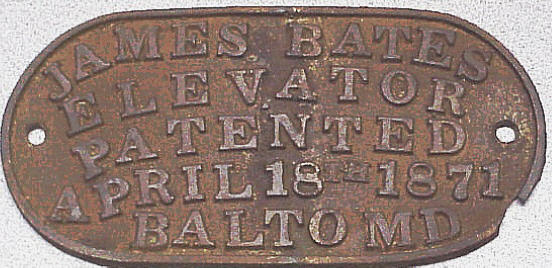 JAMES BATES
ELEVATOR
PATENTED
APRIL 18TH 1871
BALTO MD